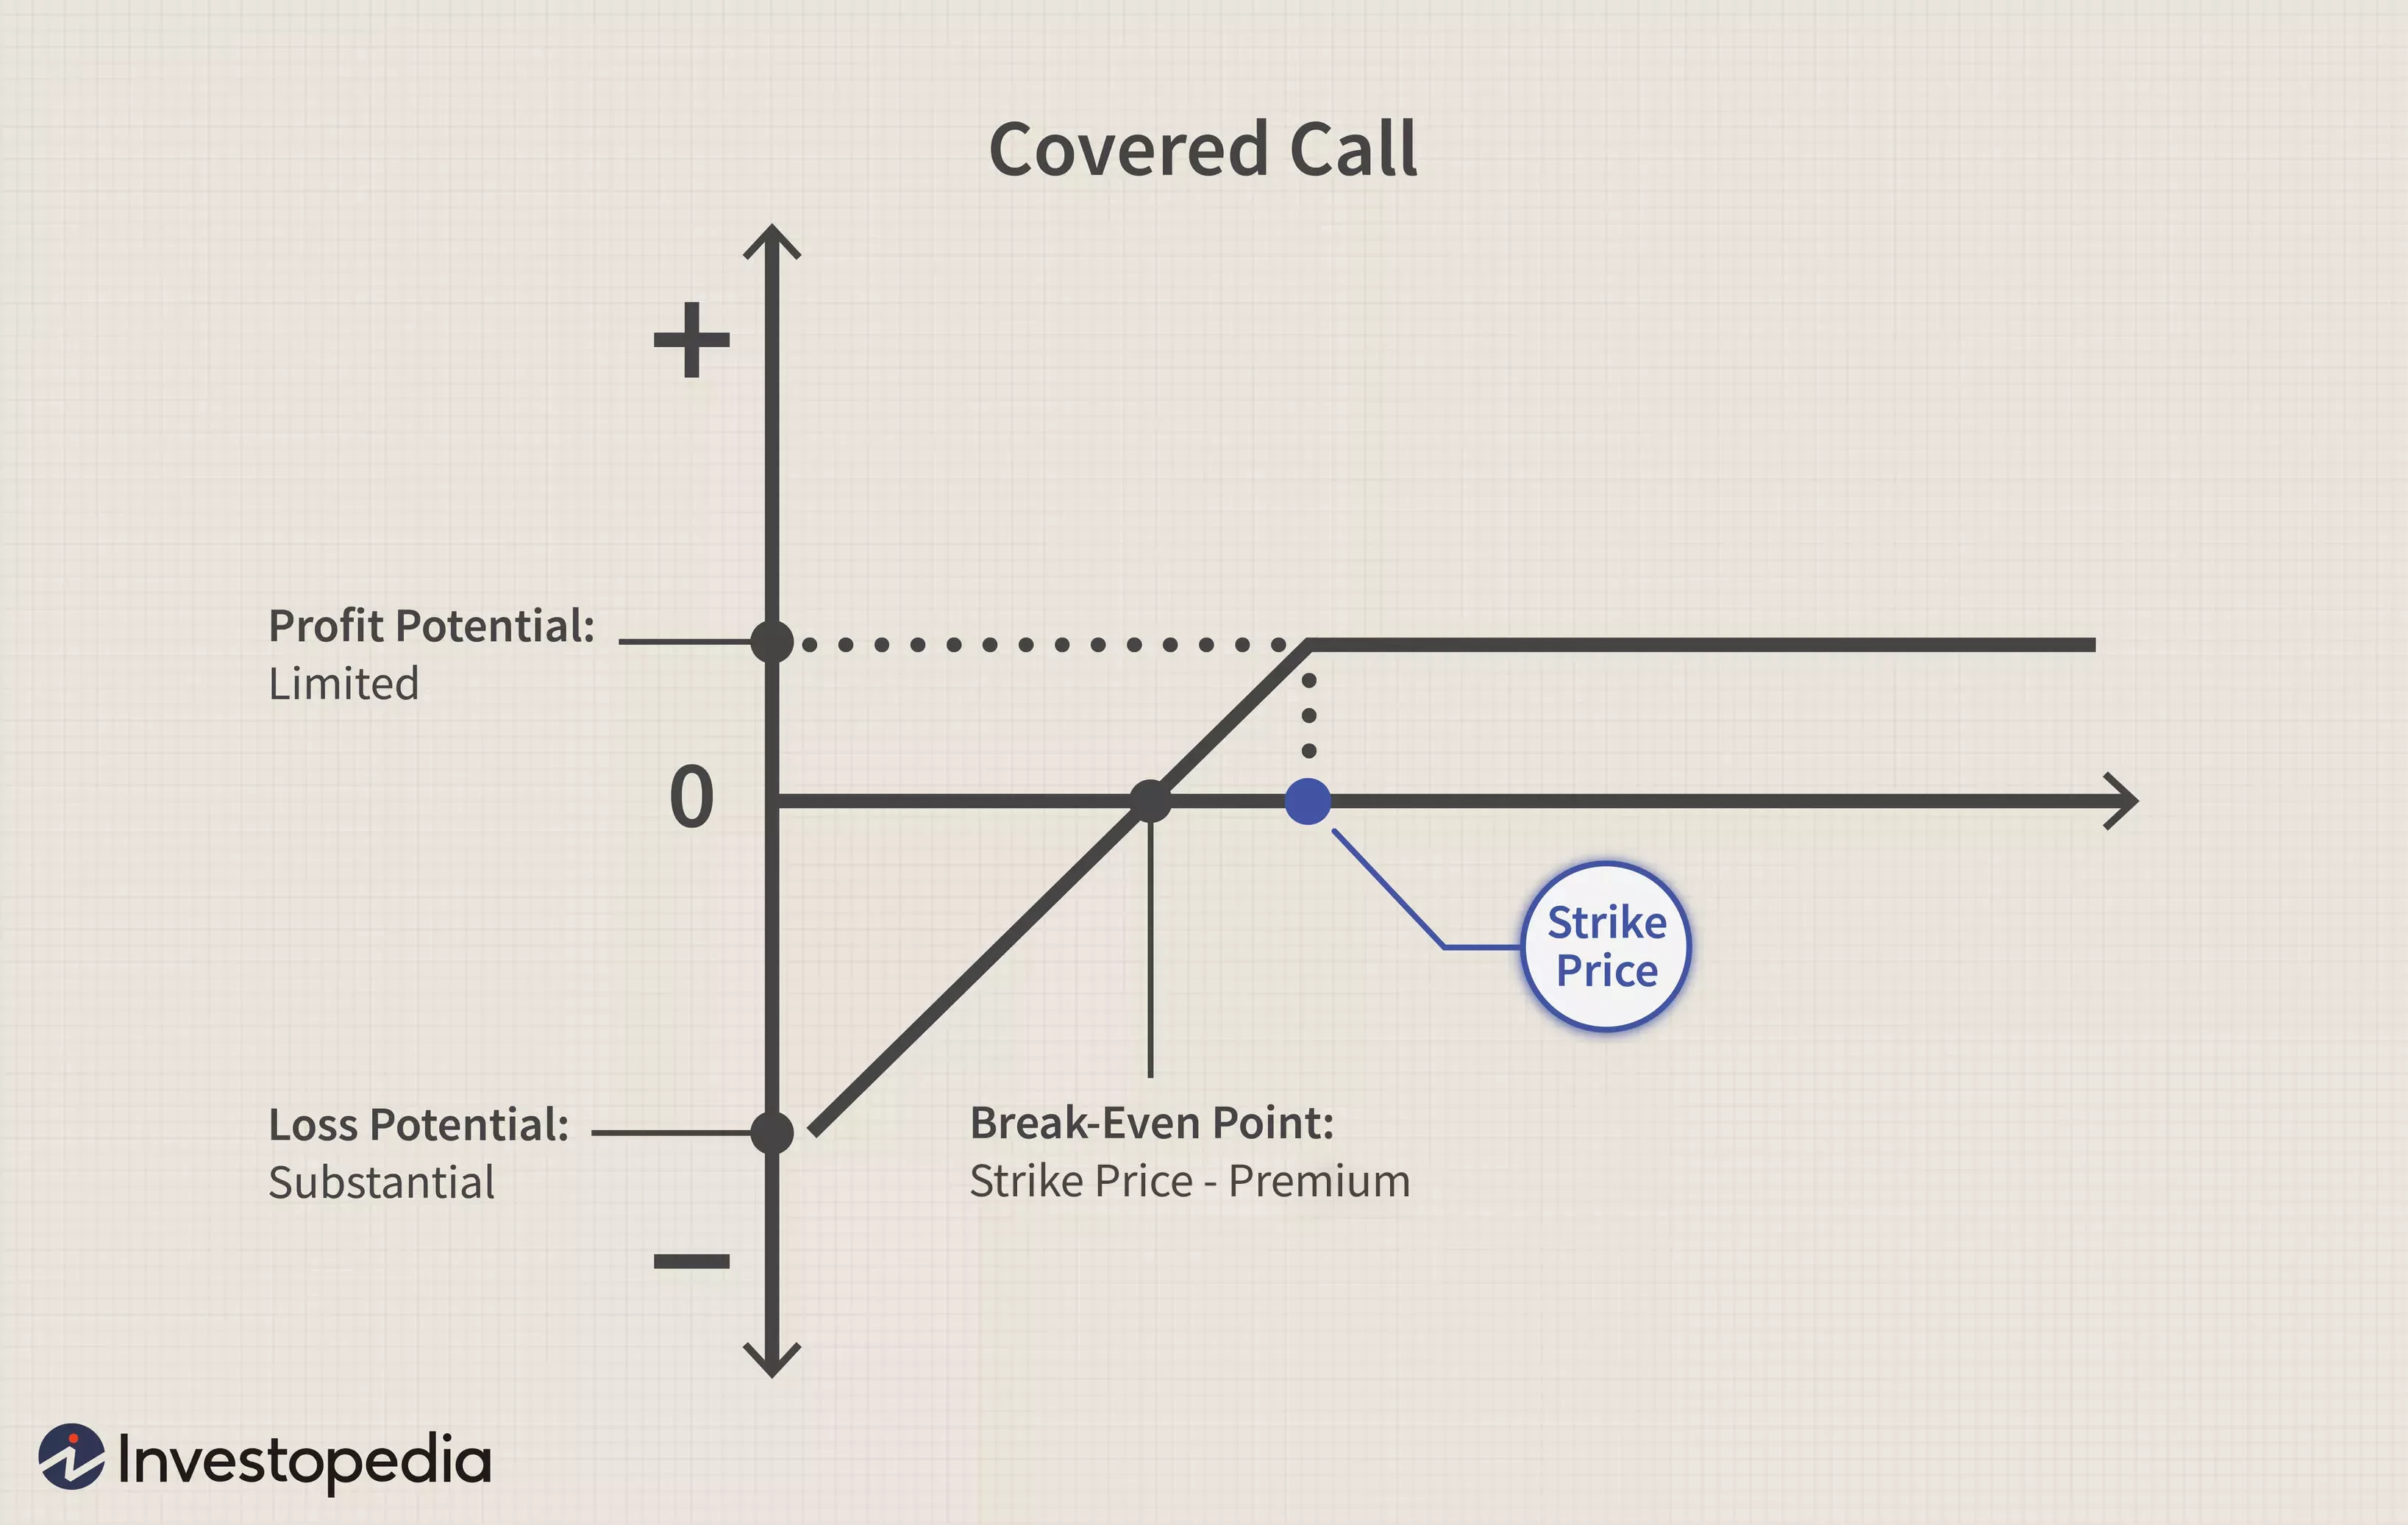 Covered Call
+
Profit Potential:
Limited
0
Strike
Price
Loss Potential:
Substantial
Break-Even Point:
Strike Price - Premium
−
Investopedia